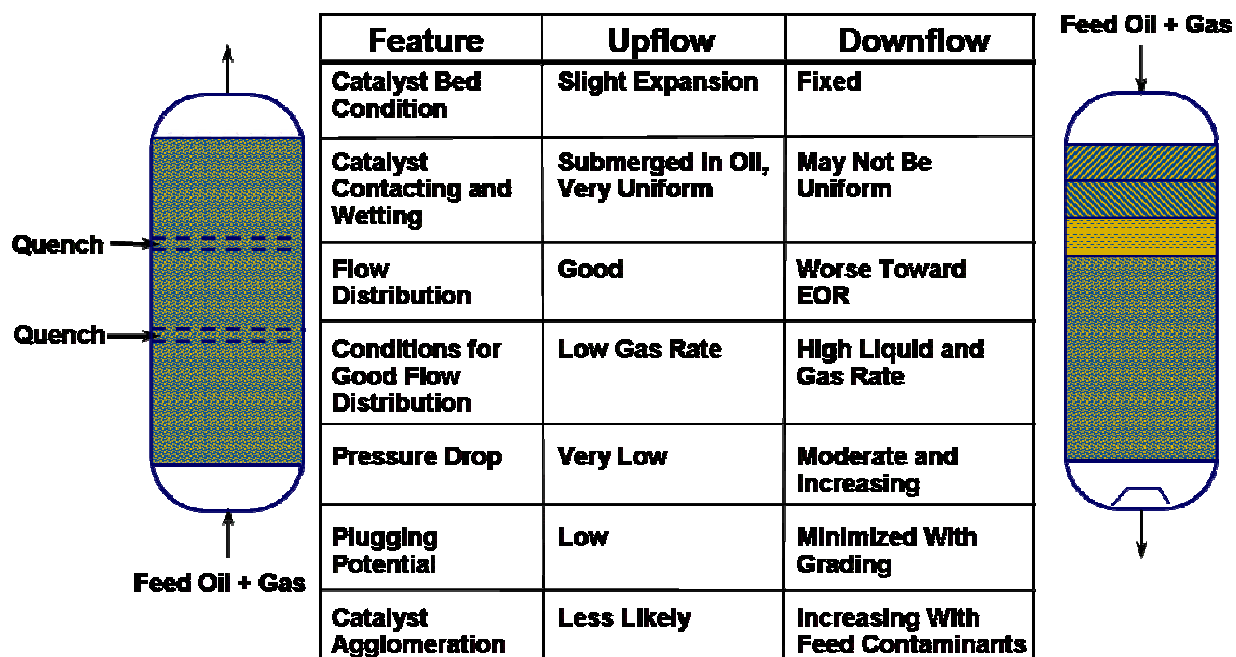 Feature Upflow Downflow
Catalyst Bed
Condition
Slight Expansion
Fixed
Catalyst
Contacting and
Wetting
Submerged in Oil,
Very Uniform
May Not Be
Uniform
Flow
Distribution
Good
Worse Toward
EOR
Conditions for
Good Flow
Distribution
Low Gas Rate
High Liquid and
Gas Rate
Pressure Drop
Very Low
Moderate and
Increasing
Plugging
Potential
Low
Minimized With
Grading
Catalyst
Agglomeration
Less Likely
Increasing With
Feed Contaminants
Quench
Quench
Feed Oil + Gas
Feed Oil + Gas